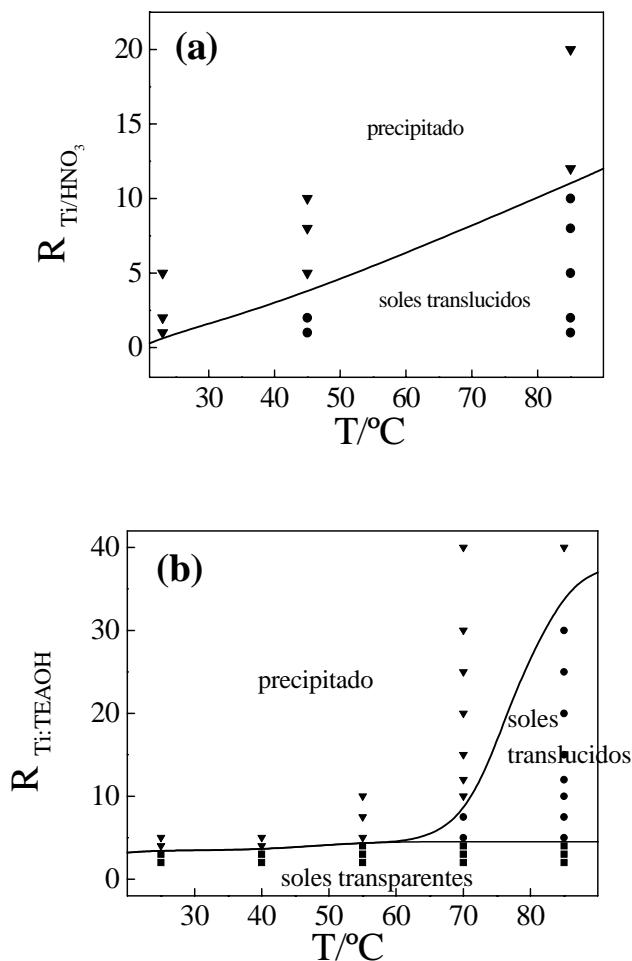 (a)
20
15
10
5
0
R Ti/HNO₃
precipitado
soles translucidos
30 40 50 60 70 80
T/ºC
(b)
40
30
20
10
0
R Ti:TEAOH
precipitado
soles
translucidos
soles transparentes
30 40 50 60 70 80 90
T/ºC